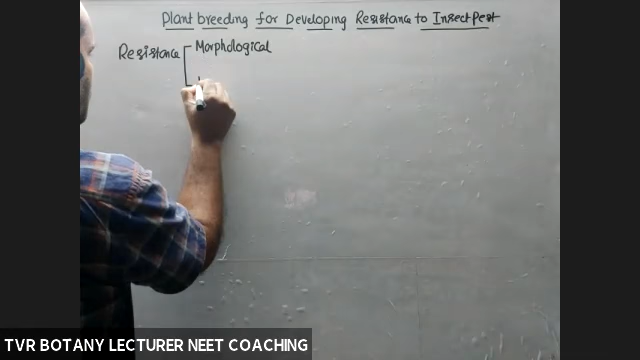 Plant breeding for Developing Resistance to Insect Pest
Resistance
Morphological
TVR BOTANY LECTURER NEET COACHING